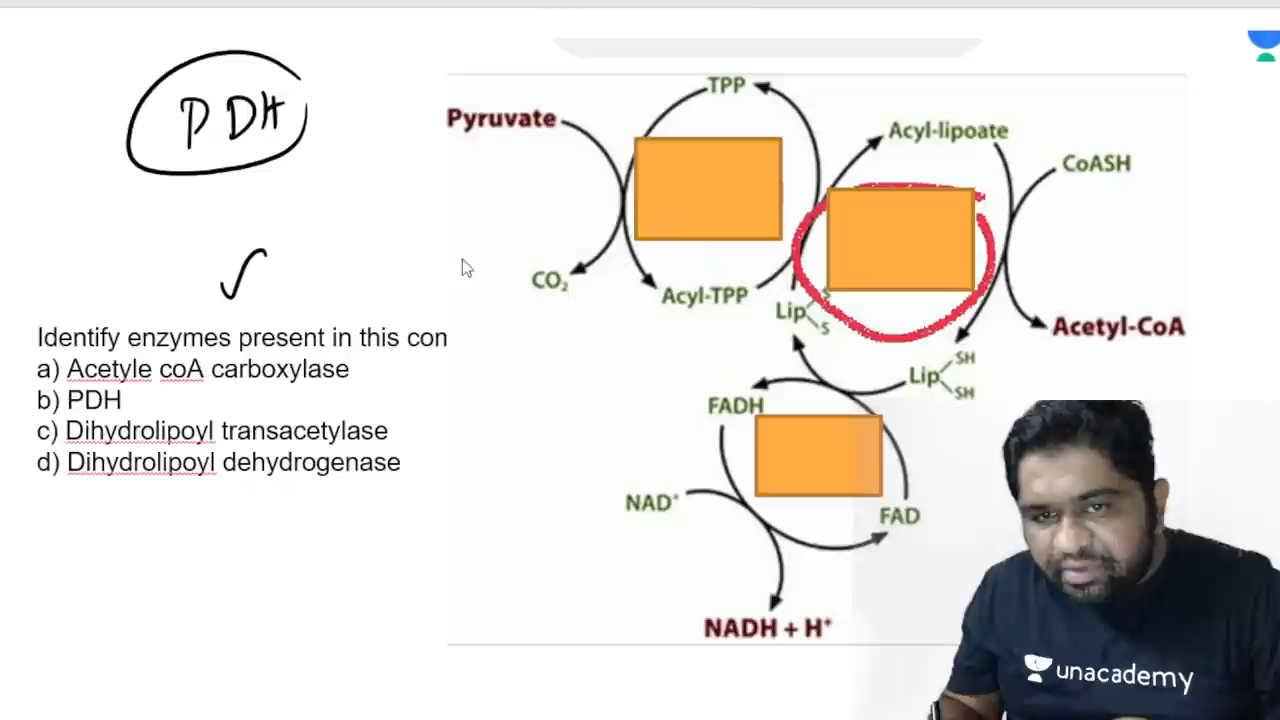 PDH
Identify enzymes present in this con
a) Acetyle coA carboxylase
b) PDH
c) Dihydrolipoyl transacetylase
d) Dihydrolipoyl dehydrogenase
TPP
Pyruvate
Acyl-lipoate
CoASH
CO₂
Acyl-TPP
Lip
S
S
Acetyl-CoA
Lip
SH
SH
FADH
NAD⁺
FAD
NADH + H⁺
unacademy